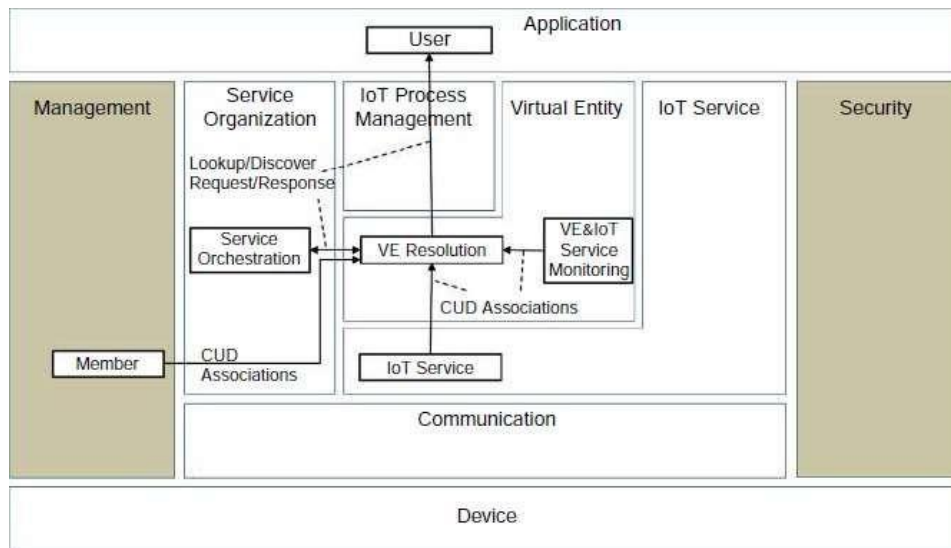 Application
User
Management
Service
Organization
IoT Process
Management
Virtual Entity
IoT Service
Security
Lookup/Discover
Request/Response
Service
Orchestration
VE Resolution
VE&IoT
Service
Monitoring
CUD Associations
Member
CUD
Associations
IoT Service
Communication
Device